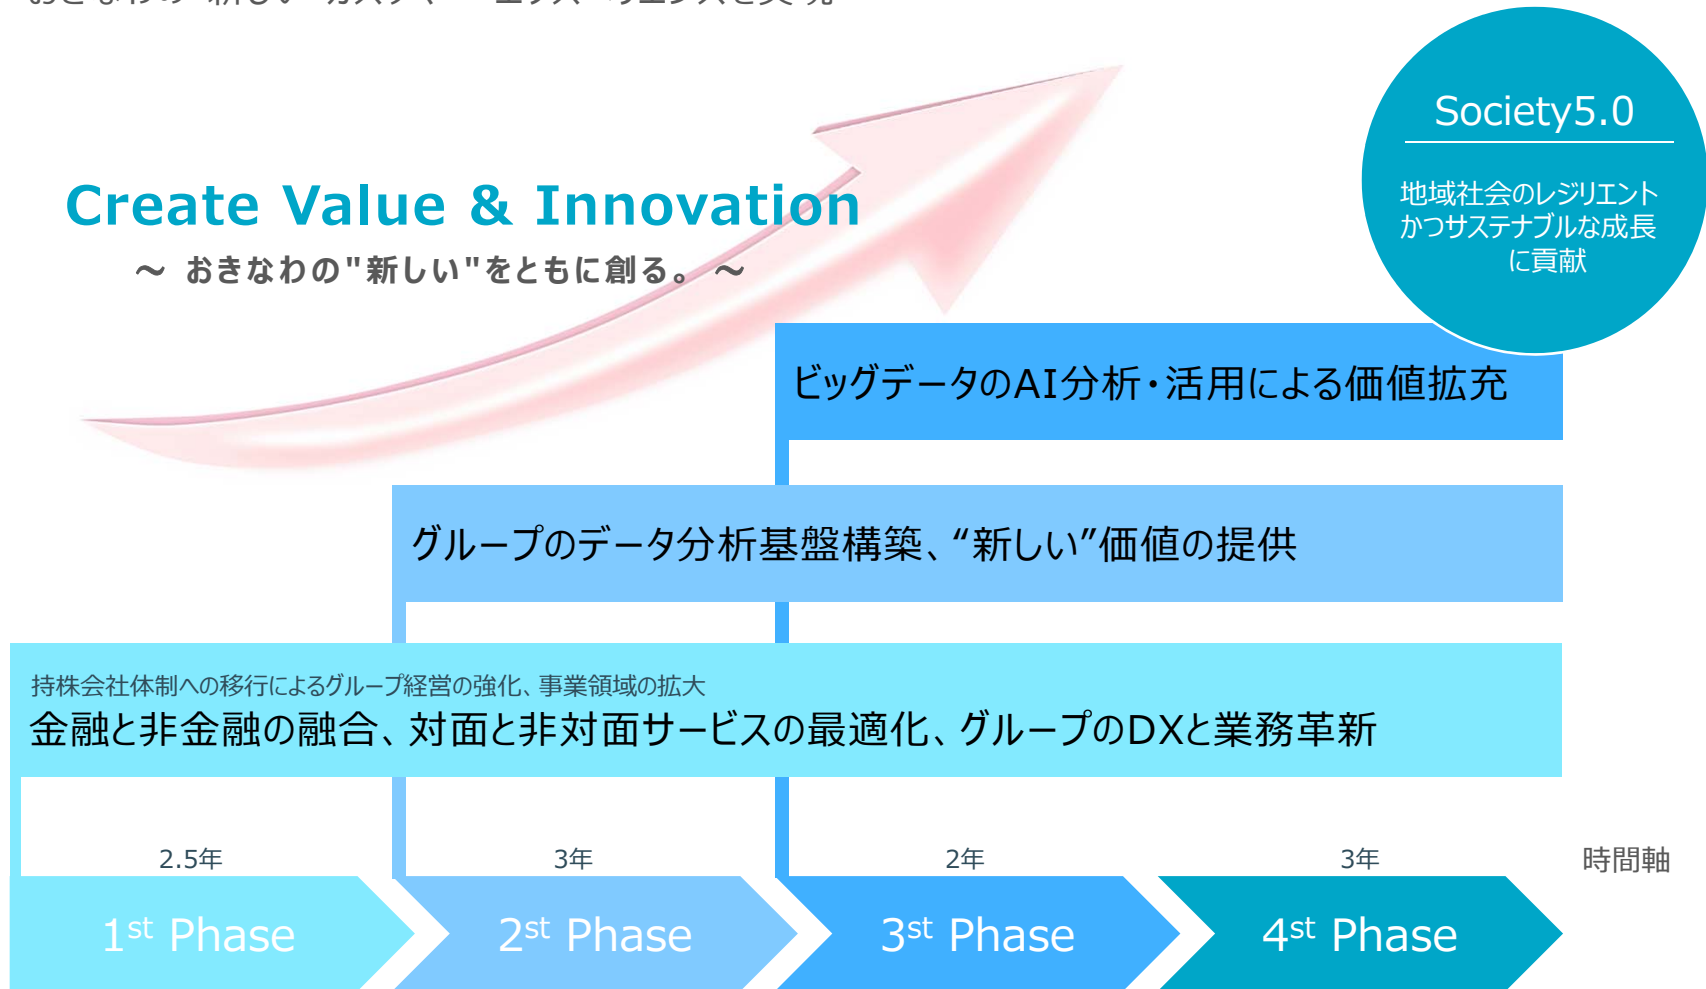 Society5.0
地域社会のレジリエント
かつサステナブルな成長
に貢献
Create Value & Innovation
～ おきなわの"新しい"をともに創る。 ～
ビッグデータのAI分析・活用による価値拡充
グループのデータ分析基盤構築、“新しい”価値の提供
持株会社体制への移行によるグループ経営の強化、事業領域の拡大
金融と非金融の融合、対面と非対面サービスの最適化、グループのDXと業務革新
2.5年
3年
2年
3年
時間軸
1st Phase
2st Phase
3st Phase
4st Phase